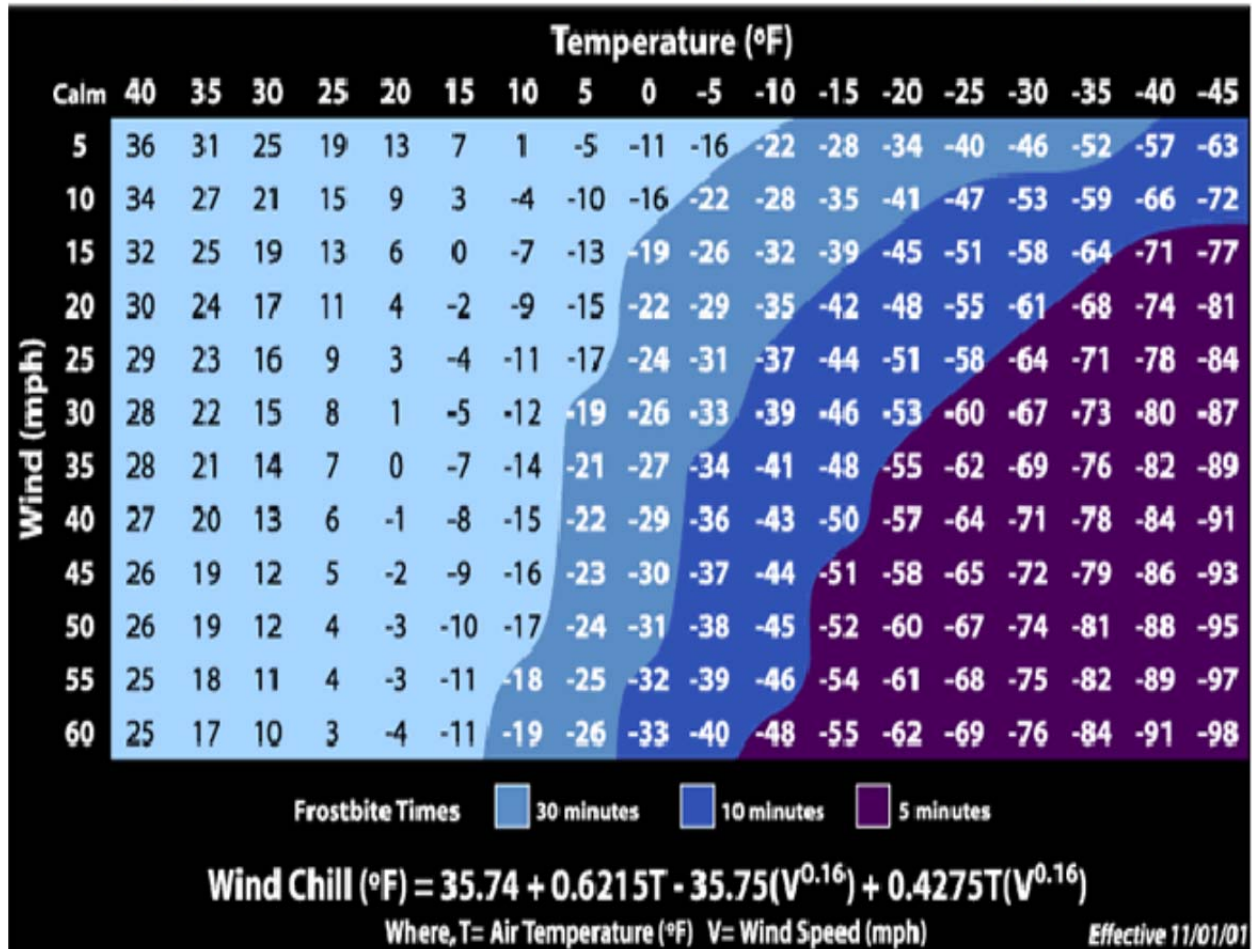 Temperature (ºF)
Calm 40 35 30 25 20 15 10 5 0 -5 -10 -15 -20 -25 -30 -35 -40 -45
5 36 31 25 19 13 7 1 -5 -11 -16 -22 -28 -34 -40 -46 -52 -57 -63
10 34 27 21 15 9 3 -4 -10 -16 -22 -28 -35 -41 -47 -53 -59 -66 -72
15 32 25 19 13 6 0 -7 -13 -19 -26 -32 -39 -45 -51 -58 -64 -71 -77
20 30 24 17 11 4 -2 -9 -15 -22 -29 -35 -42 -48 -55 -61 -68 -74 -81
25 29 23 16 9 3 -4 -11 -17 -24 -31 -37 -44 -51 -58 -64 -71 -78 -84
30 28 22 15 8 1 -5 -12 -19 -26 -33 -39 -46 -53 -60 -67 -73 -80 -87
35 28 21 14 7 0 -7 -14 -21 -27 -34 -41 -48 -55 -62 -69 -76 -82 -89
40 27 20 13 6 -1 -8 -15 -22 -29 -36 -43 -50 -57 -64 -71 -78 -84 -91
45 26 19 12 5 -2 -9 -16 -23 -30 -37 -44 -51 -58 -65 -72 -79 -86 -93
50 26 19 12 4 -3 -10 -17 -24 -31 -38 -45 -52 -60 -67 -74 -81 -88 -95
55 25 18 11 4 -3 -11 -18 -25 -32 -39 -46 -54 -61 -68 -75 -82 -89 -97
60 25 17 10 3 -4 -11 -19 -26 -33 -40 -48 -55 -62 -69 -76 -84 -91 -98
Wind (mph)
Frostbite Times 30 minutes 10 minutes 5 minutes
Wind Chill (ºF) = 35.74 + 0.6215T - 35.75(V^0.16) + 0.4275T(V^0.16)
Where, T= Air Temperature (ºF) V= Wind Speed (mph) Effective 11/01/01